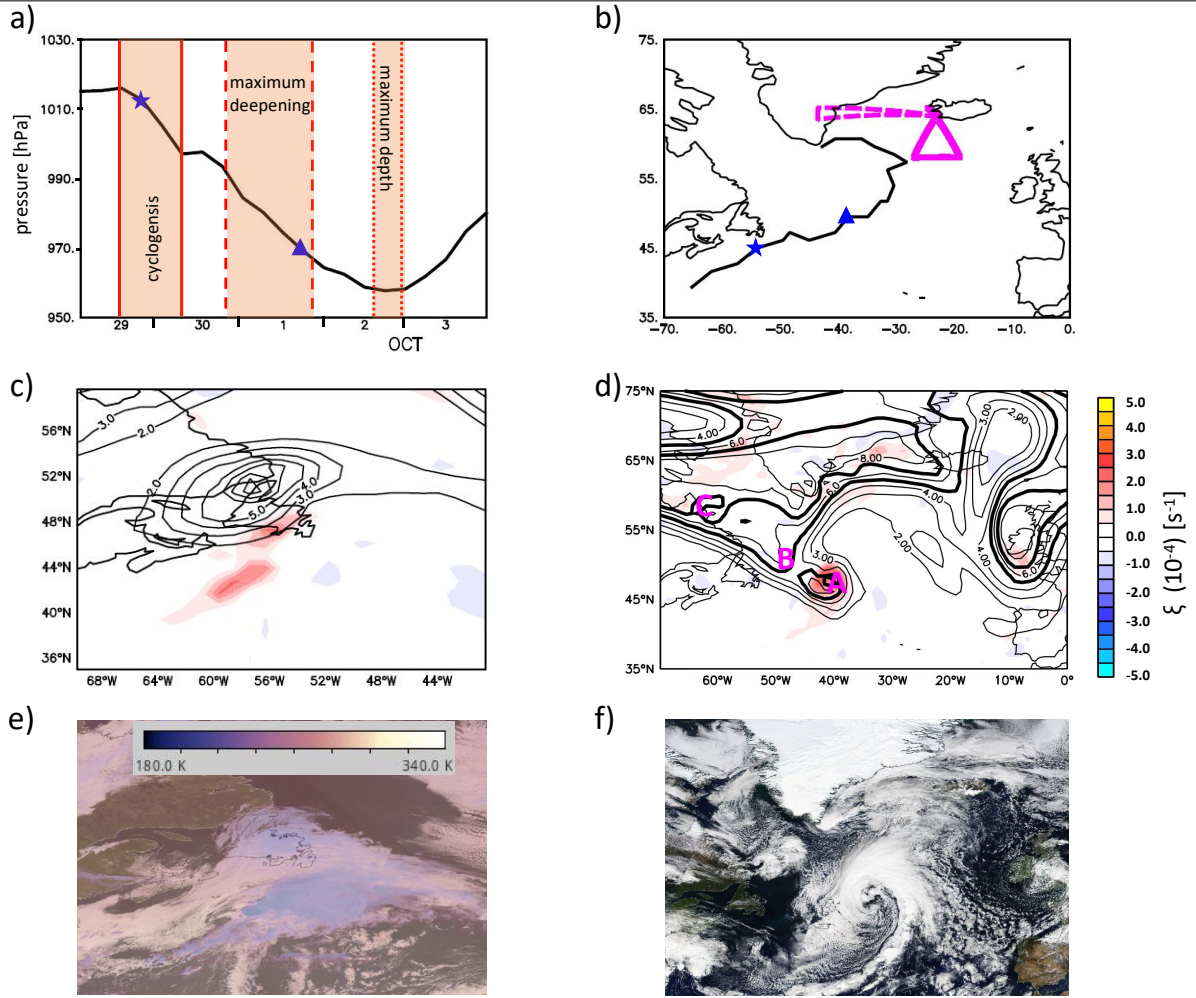 a)
1030.
1010.
990.
970.
950.
pressure [hPa]
cyclogensis
maximum
deepening
maximum depth
29
30
1
2
3
OCT
b)
75.
65.
55.
45.
35.
−70.
−60.
−50.
−40.
−30.
−20.
−10.
0.
c)
56°N
52°N
48°N
44°N
40°N
36°N
68°W
64°W
60°W
56°W
52°W
48°W
44°W
3.0
2.0
2.0
4.0
3.0
5.0
d)
75°N
65°N
55°N
45°N
35°N
60°W
50°W
40°W
30°W
20°W
10°W
0°
4.00
6.0
8.00
6.0
4.00
3.00
2.00
3.00
2.00
4.00
6.0
C
B
A
5.0
4.0
3.0
2.0
1.0
0.0
-1.0
-2.0
-3.0
-4.0
-5.0
ξ (10⁻⁴) [s⁻¹]
e)
180.0 K
340.0 K
f)